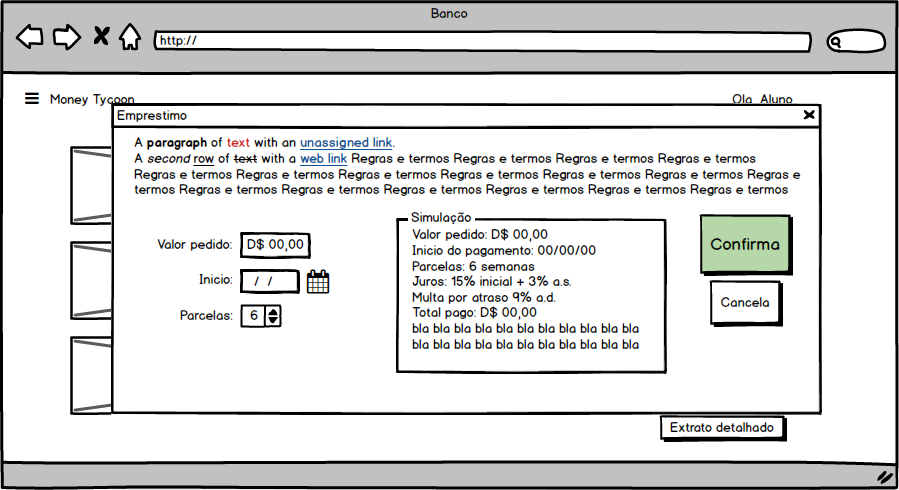 Banco
http://
Money Tycoon
Ola, Aluno
Emprestimo
A paragraph of text with an unassigned link.
A second row of text with a web link Regras e termos Regras e termos Regras e termos Regras e termos
Regras e termos Regras e termos Regras e termos Regras e termos Regras e termos Regras e termos Regras e
termos Regras e termos Regras e termos Regras e termos Regras e termos Regras e termos Regras e termos
Valor pedido: D$ 00,00
Inicio: / /
Parcelas: 6
Simulação
Valor pedido: D$ 00,00
Inicio do pagamento: 00/00/00
Parcelas: 6 semanas
Juros: 15% inicial + 3% a.s.
Multa por atraso 9% a.d.
Total pago: D$ 00,00
bla bla bla bla bla bla bla bla bla bla bla
bla bla bla bla bla bla bla bla bla bla bla
Confirma
Cancela
Extrato detalhado